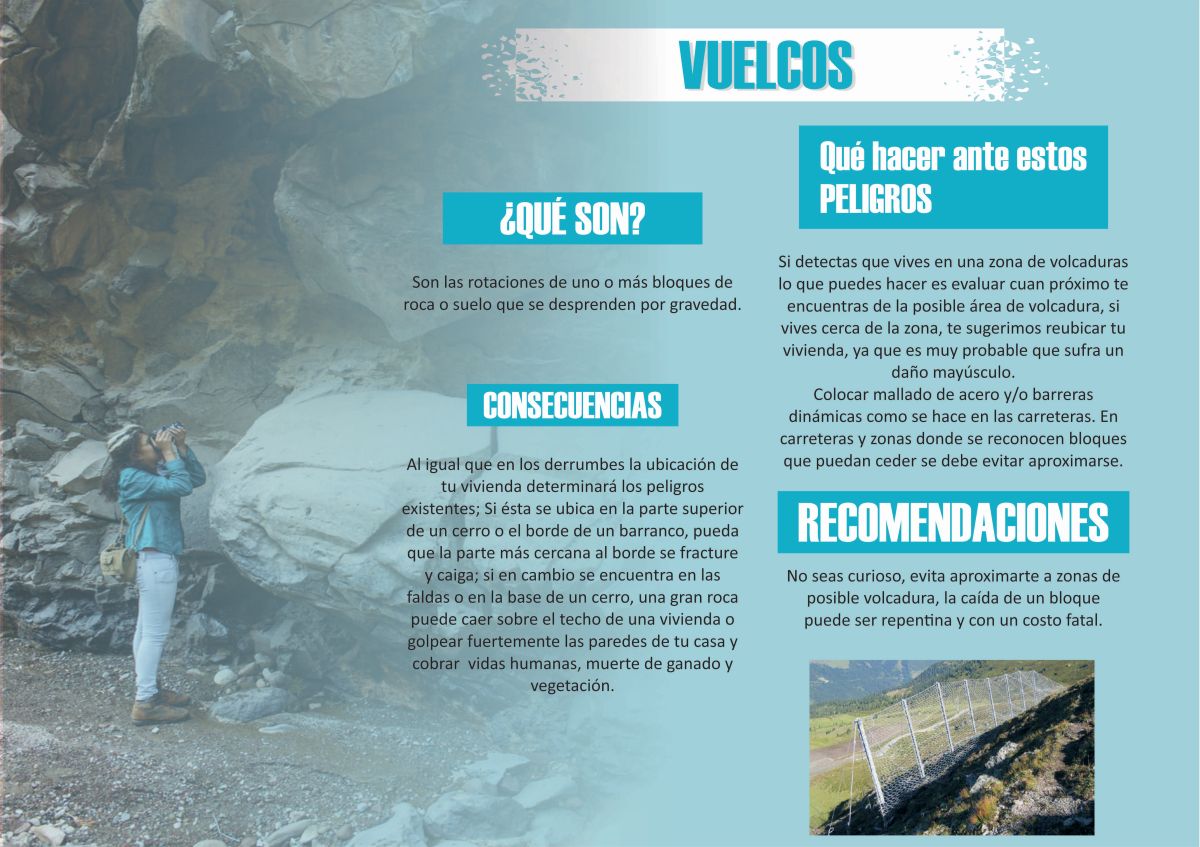 VUELCOS
¿QUÉ SON?
Son las rotaciones de uno o más bloques de
roca o suelo que se desprenden por gravedad.
CONSECUENCIAS
Al igual que en los derrumbes la ubicación de
tu vivienda determinará los peligros
existentes; Si ésta se ubica en la parte superior
de un cerro o el borde de un barranco, pueda
que la parte más cercana al borde se fracture
y caiga; si en cambio se encuentra en las
faldas o en la base de un cerro, una gran roca
puede caer sobre el techo de una vivienda o
golpear fuertemente las paredes de tu casa y
cobrar  vidas humanas, muerte de ganado y
vegetación.
Qué hacer ante estos
PELIGROS
Si detectas que vives en una zona de volcaduras
lo que puedes hacer es evaluar cuan próximo te
encuentras de la posible área de volcadura, si
vives cerca de la zona, te sugerimos reubicar tu
vivienda, ya que es muy probable que sufra un
daño mayúsculo.
Colocar mallado de acero y/o barreras
dinámicas como se hace en las carreteras. En
carreteras y zonas donde se reconocen bloques
que puedan ceder se debe evitar aproximarse.
RECOMENDACIONES
No seas curioso, evita aproximarte a zonas de
posible volcadura, la caída de un bloque
puede ser repentina y con un costo fatal.